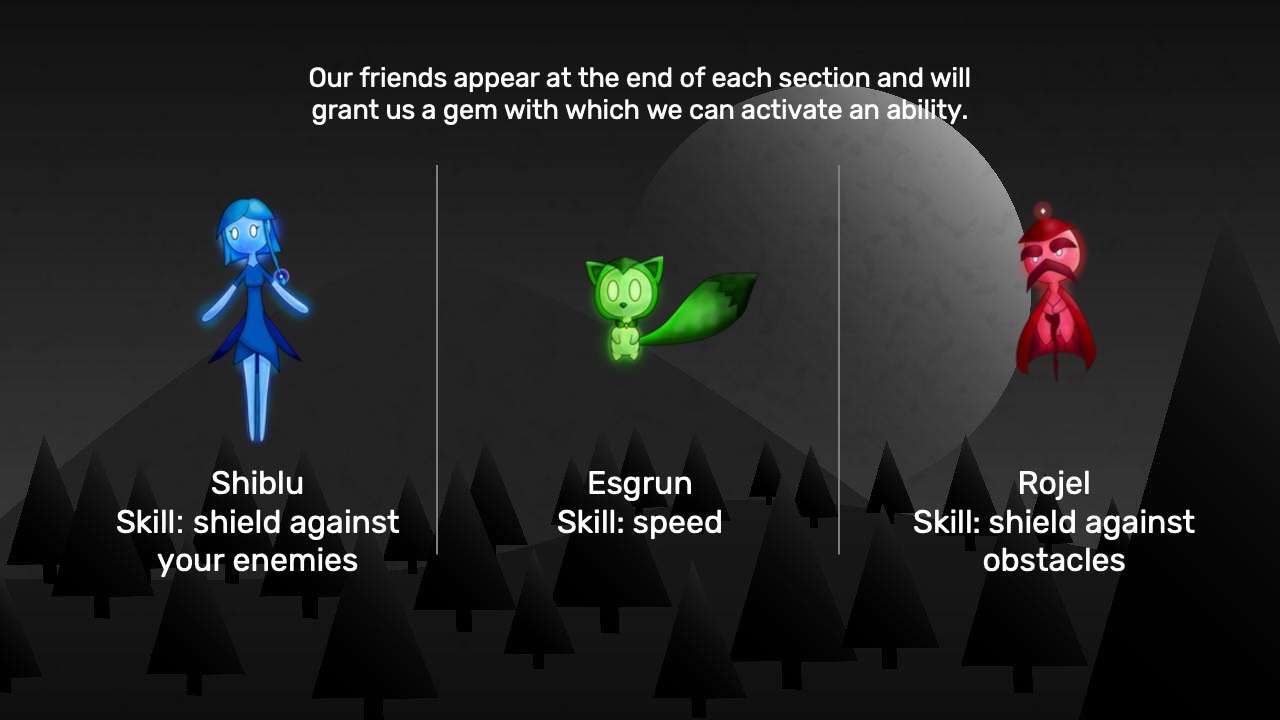 Our friends appear at the end of each section and will
grant us a gem with which we can activate an ability.
Shiblu
Skill: shield against
your enemies
Esgrun
Skill: speed
Rojel
Skill: shield against
obstacles